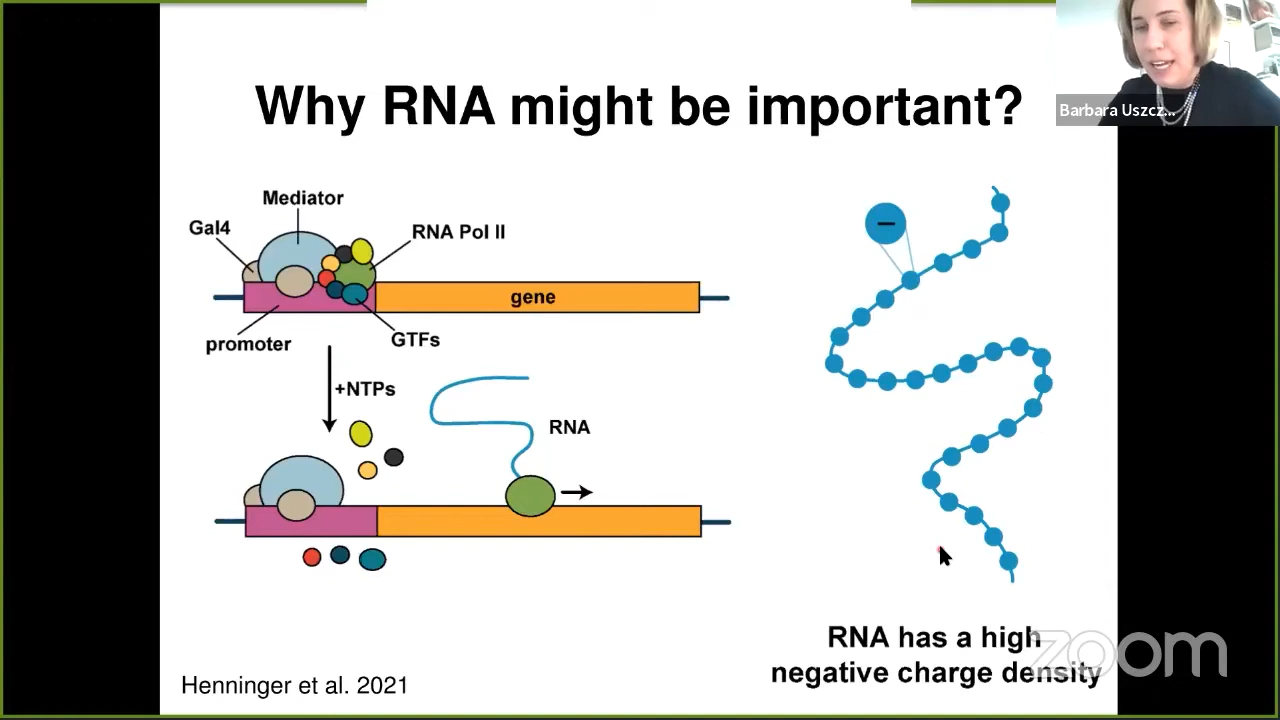 Why RNA might be important?
Barbara Uszcz...
Mediator
Gal4
RNA Pol II
gene
promoter
GTFs
+NTPs
RNA
−
RNA has a high
negative charge density
Henninger et al. 2021
zoom